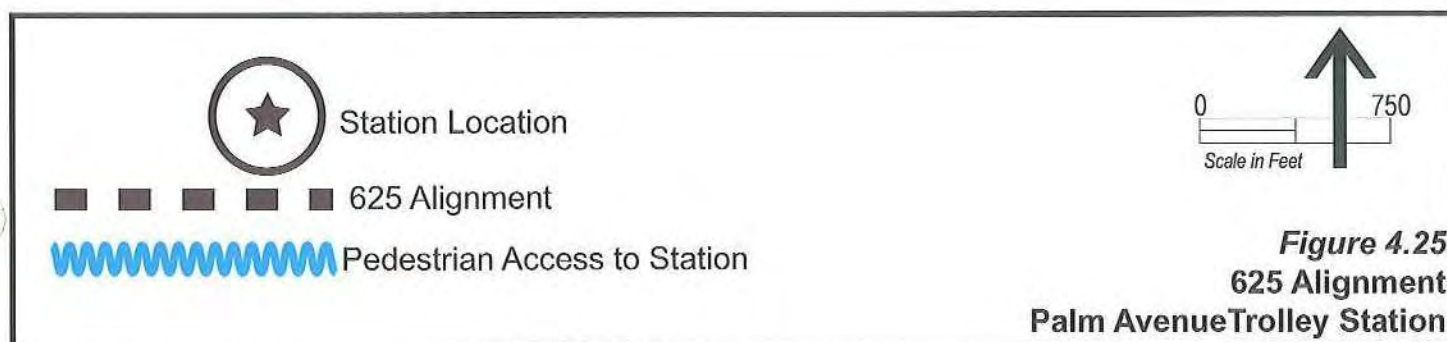 Station Location
625 Alignment
Pedestrian Access to Station
0 750
Scale in Feet
Figure 4.25
625 Alignment
Palm AvenueTrolley Station